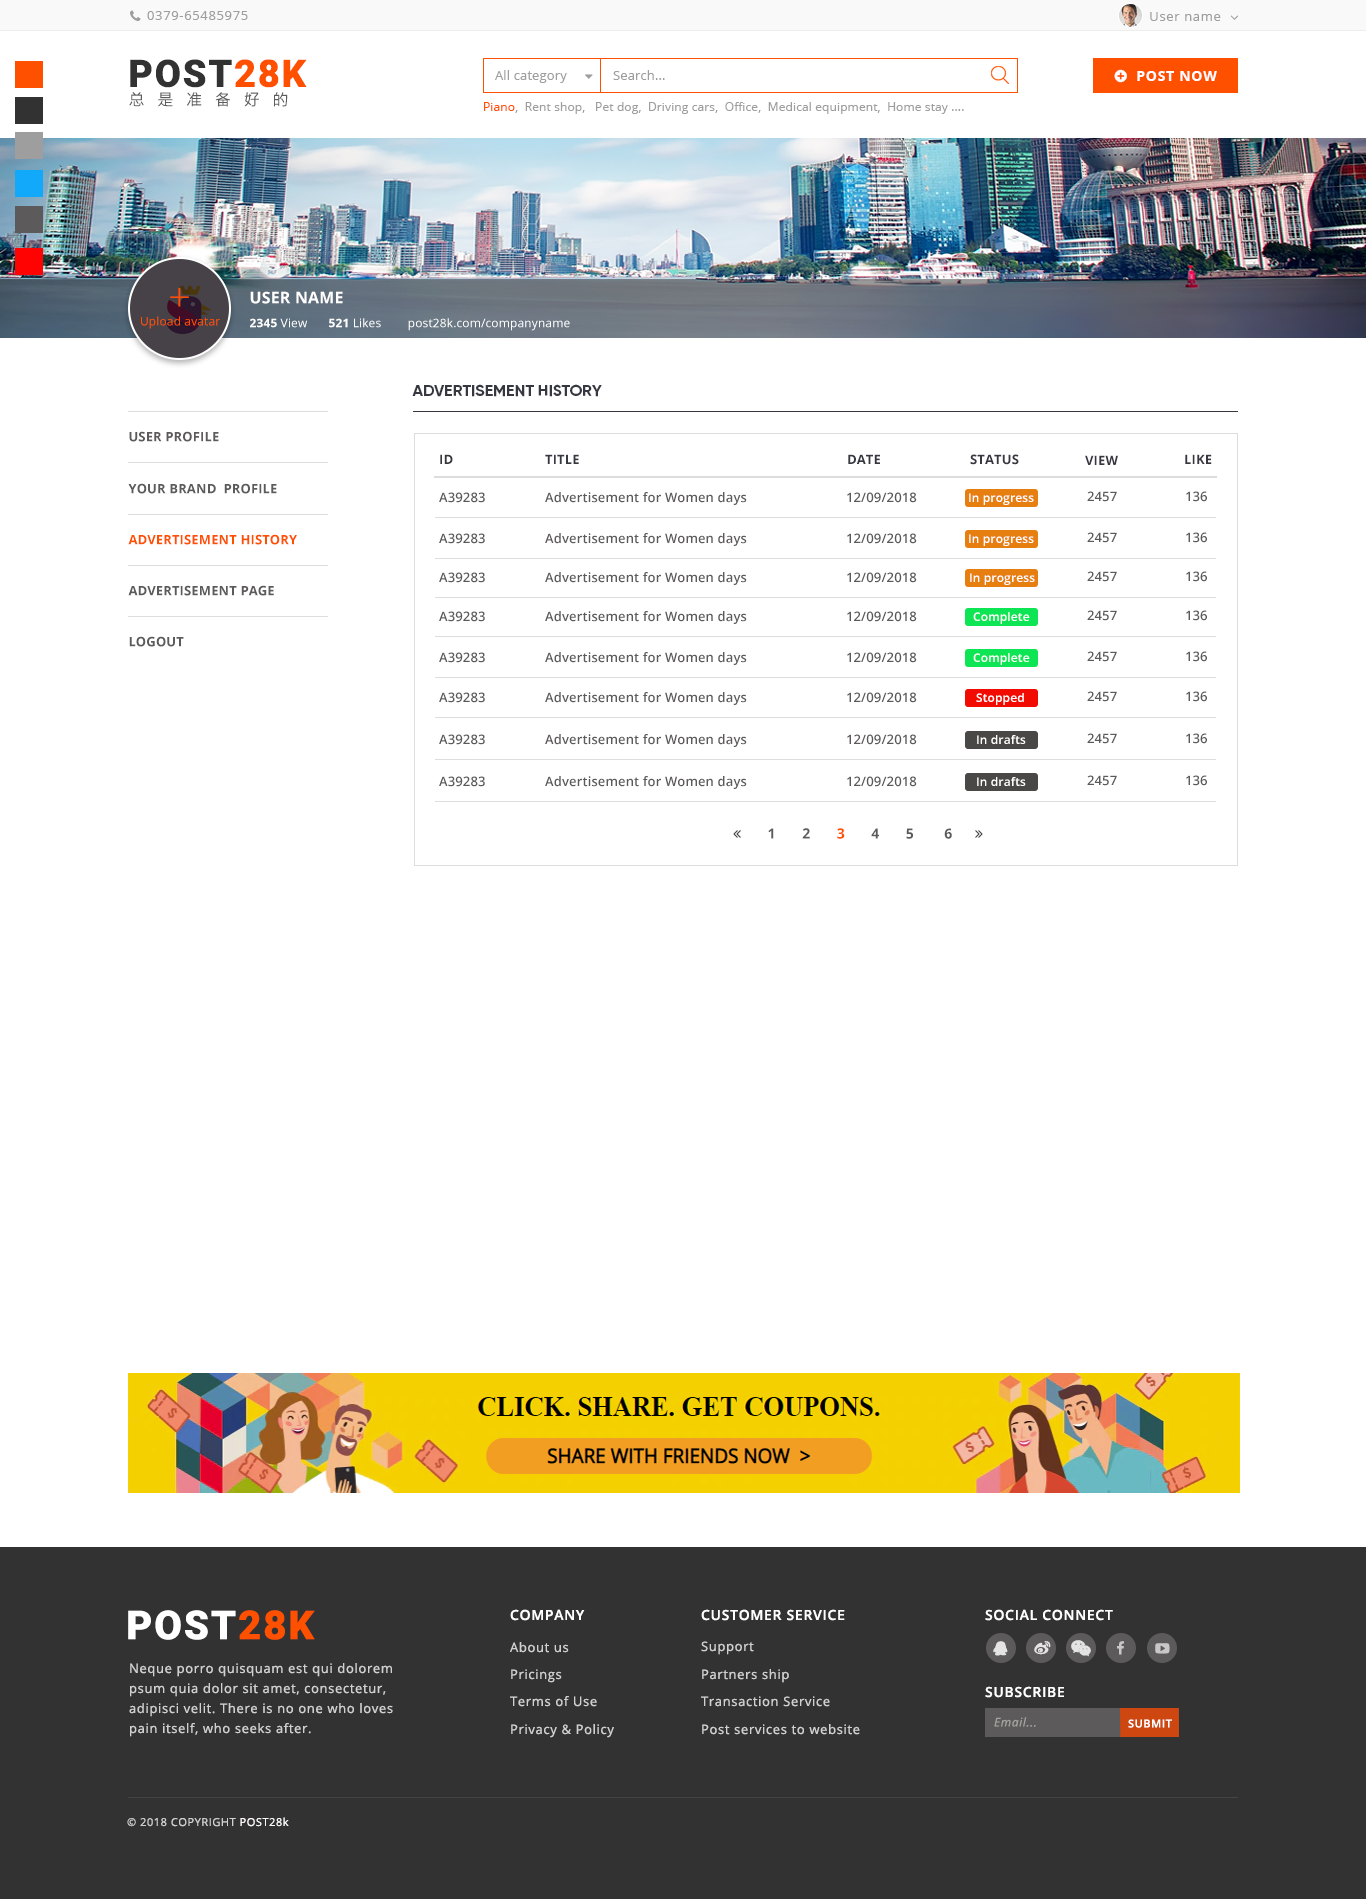 0379-65485975
User name
POST28K
总是准备好的
All category
Search...
POST NOW
Piano, Rent shop, Pet dog, Driving cars, Office, Medical equipment, Home stay ....
Upload avatar
USER NAME
2345 View 521 Likes post28k.com/companyname
USER PROFILE
YOUR BRAND PROFILE
ADVERTISEMENT HISTORY
ADVERTISEMENT PAGE
LOGOUT
ADVERTISEMENT HISTORY
ID TITLE DATE STATUS VIEW LIKE
A39283 Advertisement for Women days 12/09/2018 In progress 2457 136
A39283 Advertisement for Women days 12/09/2018 In progress 2457 136
A39283 Advertisement for Women days 12/09/2018 In progress 2457 136
A39283 Advertisement for Women days 12/09/2018 Complete 2457 136
A39283 Advertisement for Women days 12/09/2018 Complete 2457 136
A39283 Advertisement for Women days 12/09/2018 Stopped 2457 136
A39283 Advertisement for Women days 12/09/2018 In drafts 2457 136
A39283 Advertisement for Women days 12/09/2018 In drafts 2457 136
« 1 2 3 4 5 6 »
CLICK. SHARE. GET COUPONS.
SHARE WITH FRIENDS NOW >
POST28K
Neque porro quisquam est qui dolorem
psum quia dolor sit amet, consectetur,
adipisci velit. There is no one who loves
pain itself, who seeks after.
COMPANY
About us
Pricings
Terms of Use
Privacy & Policy
CUSTOMER SERVICE
Support
Partners ship
Transaction Service
Post services to website
SOCIAL CONNECT
SUBSCRIBE
Email...
SUBMIT
© 2018 COPYRIGHT POST28k